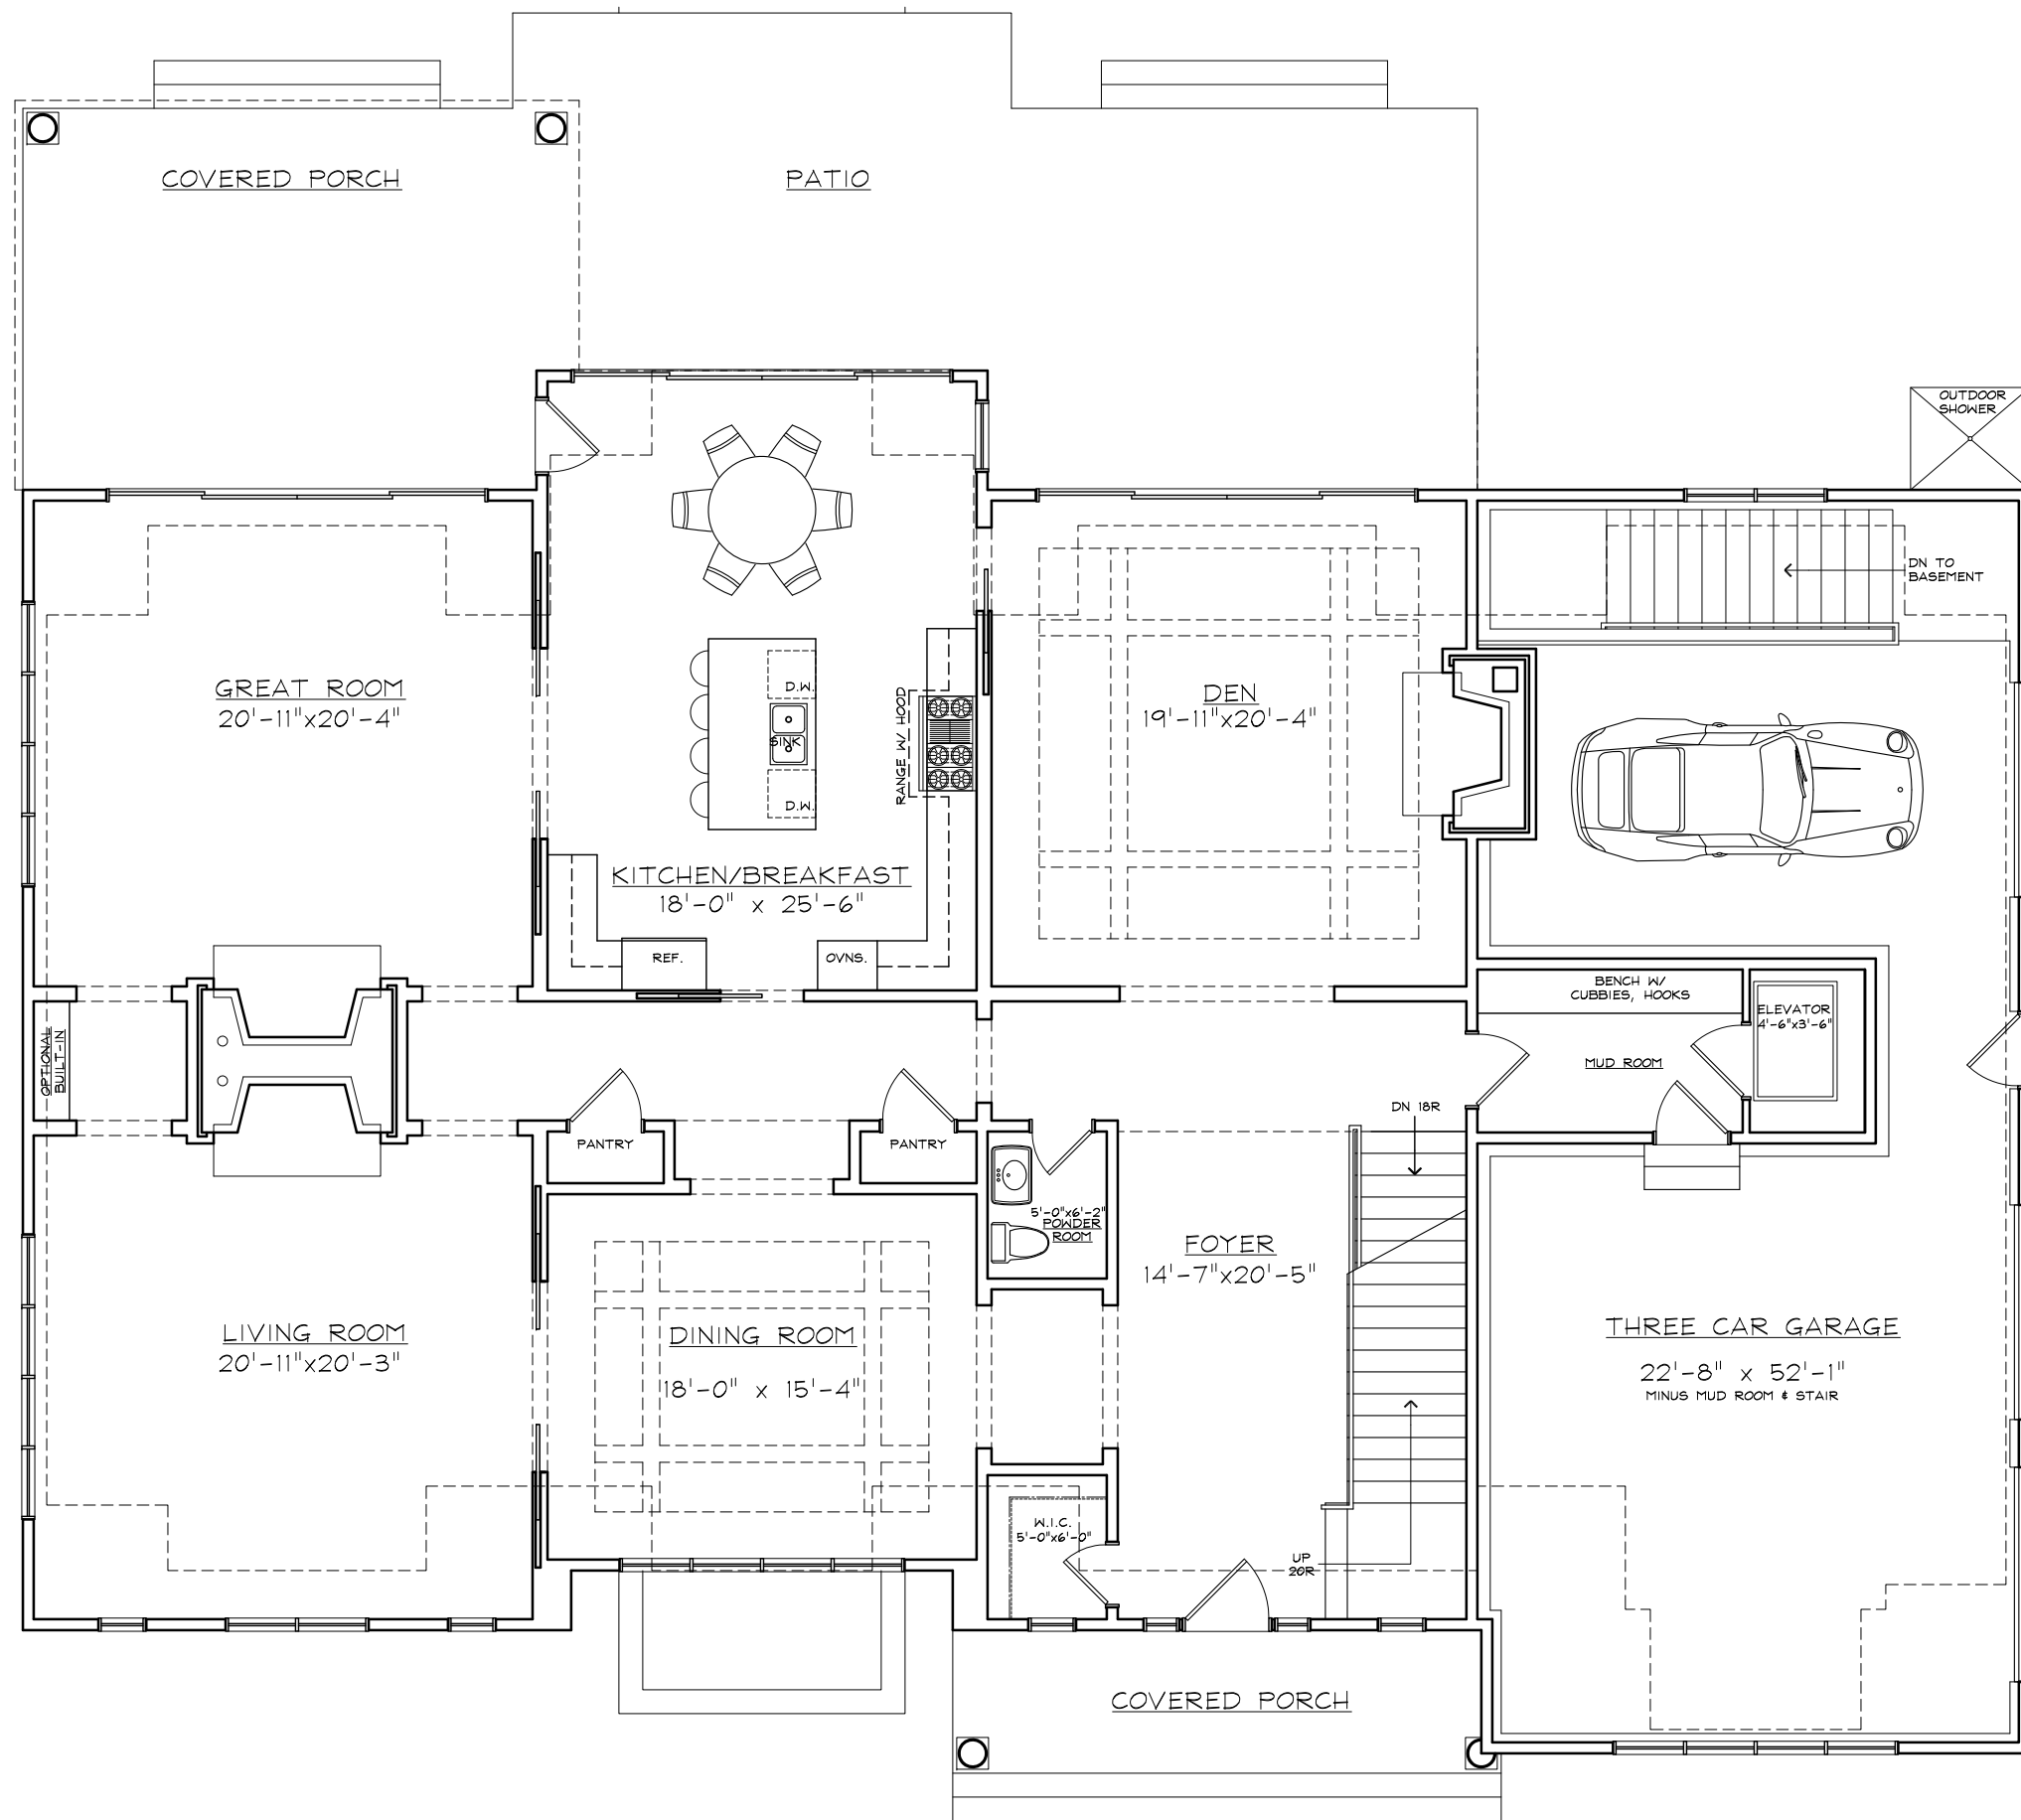 COVERED PORCH
PATIO
OUTDOOR
SHOWER
DN TO
BASEMENT
GREAT ROOM
20'-11"x20'-4"
D.W.
SINK
D.W.
RANGE W/ HOOD
DEN
19'-11"x20'-4"
KITCHEN/BREAKFAST
18'-0" x 25'-6"
REF.
OVNS.
BENCH W/
CUBBIES, HOOKS
ELEVATOR
4'-6"x3'-6"
OPTIONAL
BUILT-IN
MUD ROOM
DN 18R
PANTRY
PANTRY
5'-0"x6'-2"
POWDER
ROOM
FOYER
14'-7"x20'-5"
LIVING ROOM
20'-11"x20'-3"
DINING ROOM
18'-0" x 15'-4"
THREE CAR GARAGE
22'-8" x 52'-1"
MINUS MUD ROOM & STAIR
W.I.C.
5'-0"x6'-0"
UP
20R
COVERED PORCH